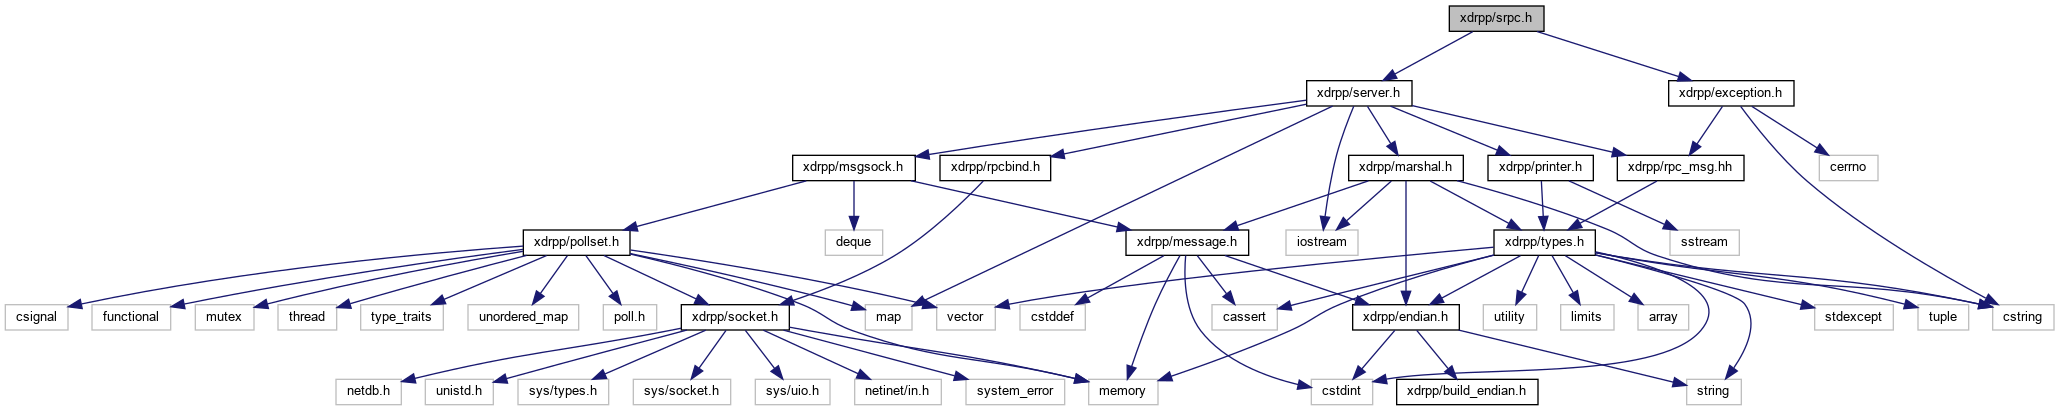 xdrpp/srpc.h
xdrpp/server.h
xdrpp/exception.h
xdrpp/msgsock.h
xdrpp/rpcbind.h
xdrpp/marshal.h
xdrpp/printer.h
xdrpp/rpc_msg.hh
cerrno
xdrpp/pollset.h
deque
xdrpp/message.h
iostream
xdrpp/types.h
sstream
csignal
functional
mutex
thread
type_traits
unordered_map
poll.h
xdrpp/socket.h
map
vector
cstddef
cassert
xdrpp/endian.h
utility
limits
array
stdexcept
tuple
cstring
netdb.h
unistd.h
sys/types.h
sys/socket.h
sys/uio.h
netinet/in.h
system_error
memory
cstdint
xdrpp/build_endian.h
string